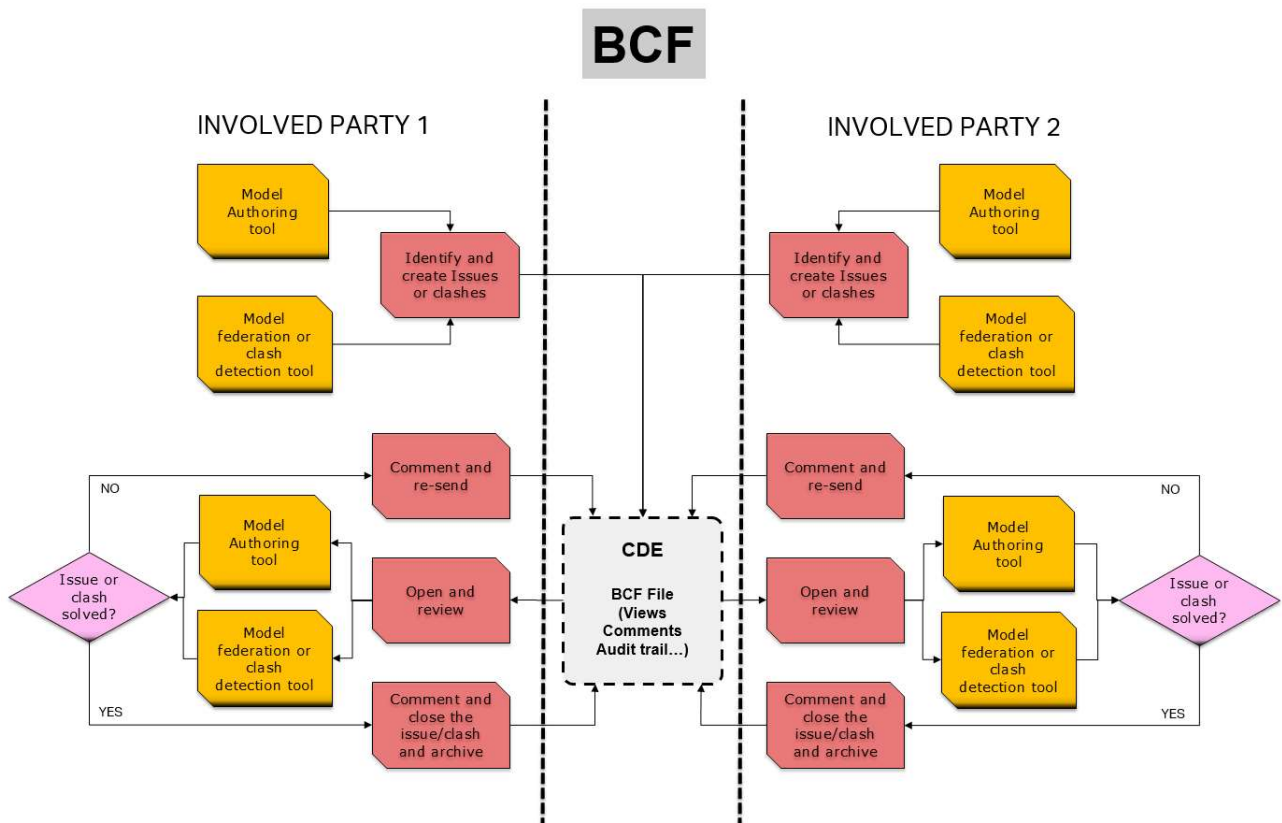 BCF
INVOLVED PARTY 1
INVOLVED PARTY 2
Model
Authoring
tool
Identify and
create Issues
or clashes
Model
federation or
clash
detection tool
Model
Authoring
tool
Identify and
create Issues
or clashes
Model
federation or
clash
detection tool
Comment and
re-send
NO
Model
Authoring
tool
Issue or
clash
solved?
Open and
review
Model
federation or
clash
detection tool
YES
Comment and
close the
issue/clash
and archive
CDE
BCF File
(Views
Comments
Audit trail...)
Comment and
re-send
NO
Model
Authoring
tool
Open and
review
Issue or
clash
solved?
Model
federation or
clash
detection tool
YES
Comment and
close the
issue/clash
and archive